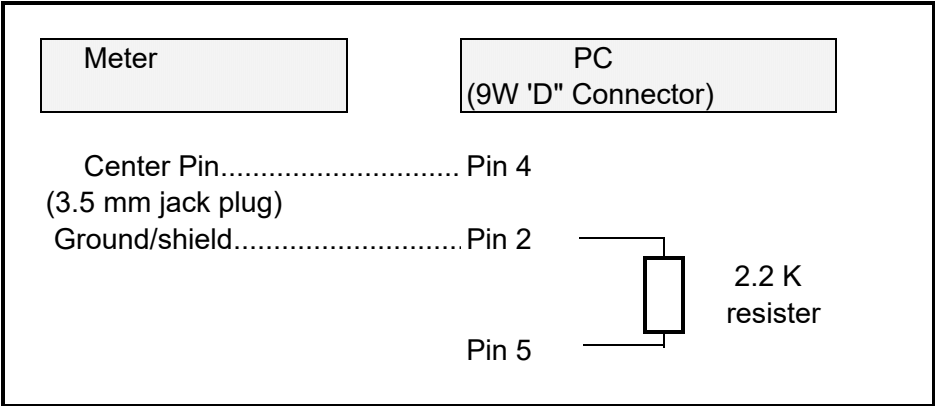 Meter
PC
(9W 'D" Connector)
Center Pin............................. Pin 4
(3.5 mm jack plug)
Ground/shield............................ Pin 2
2.2 K
resister
Pin 5